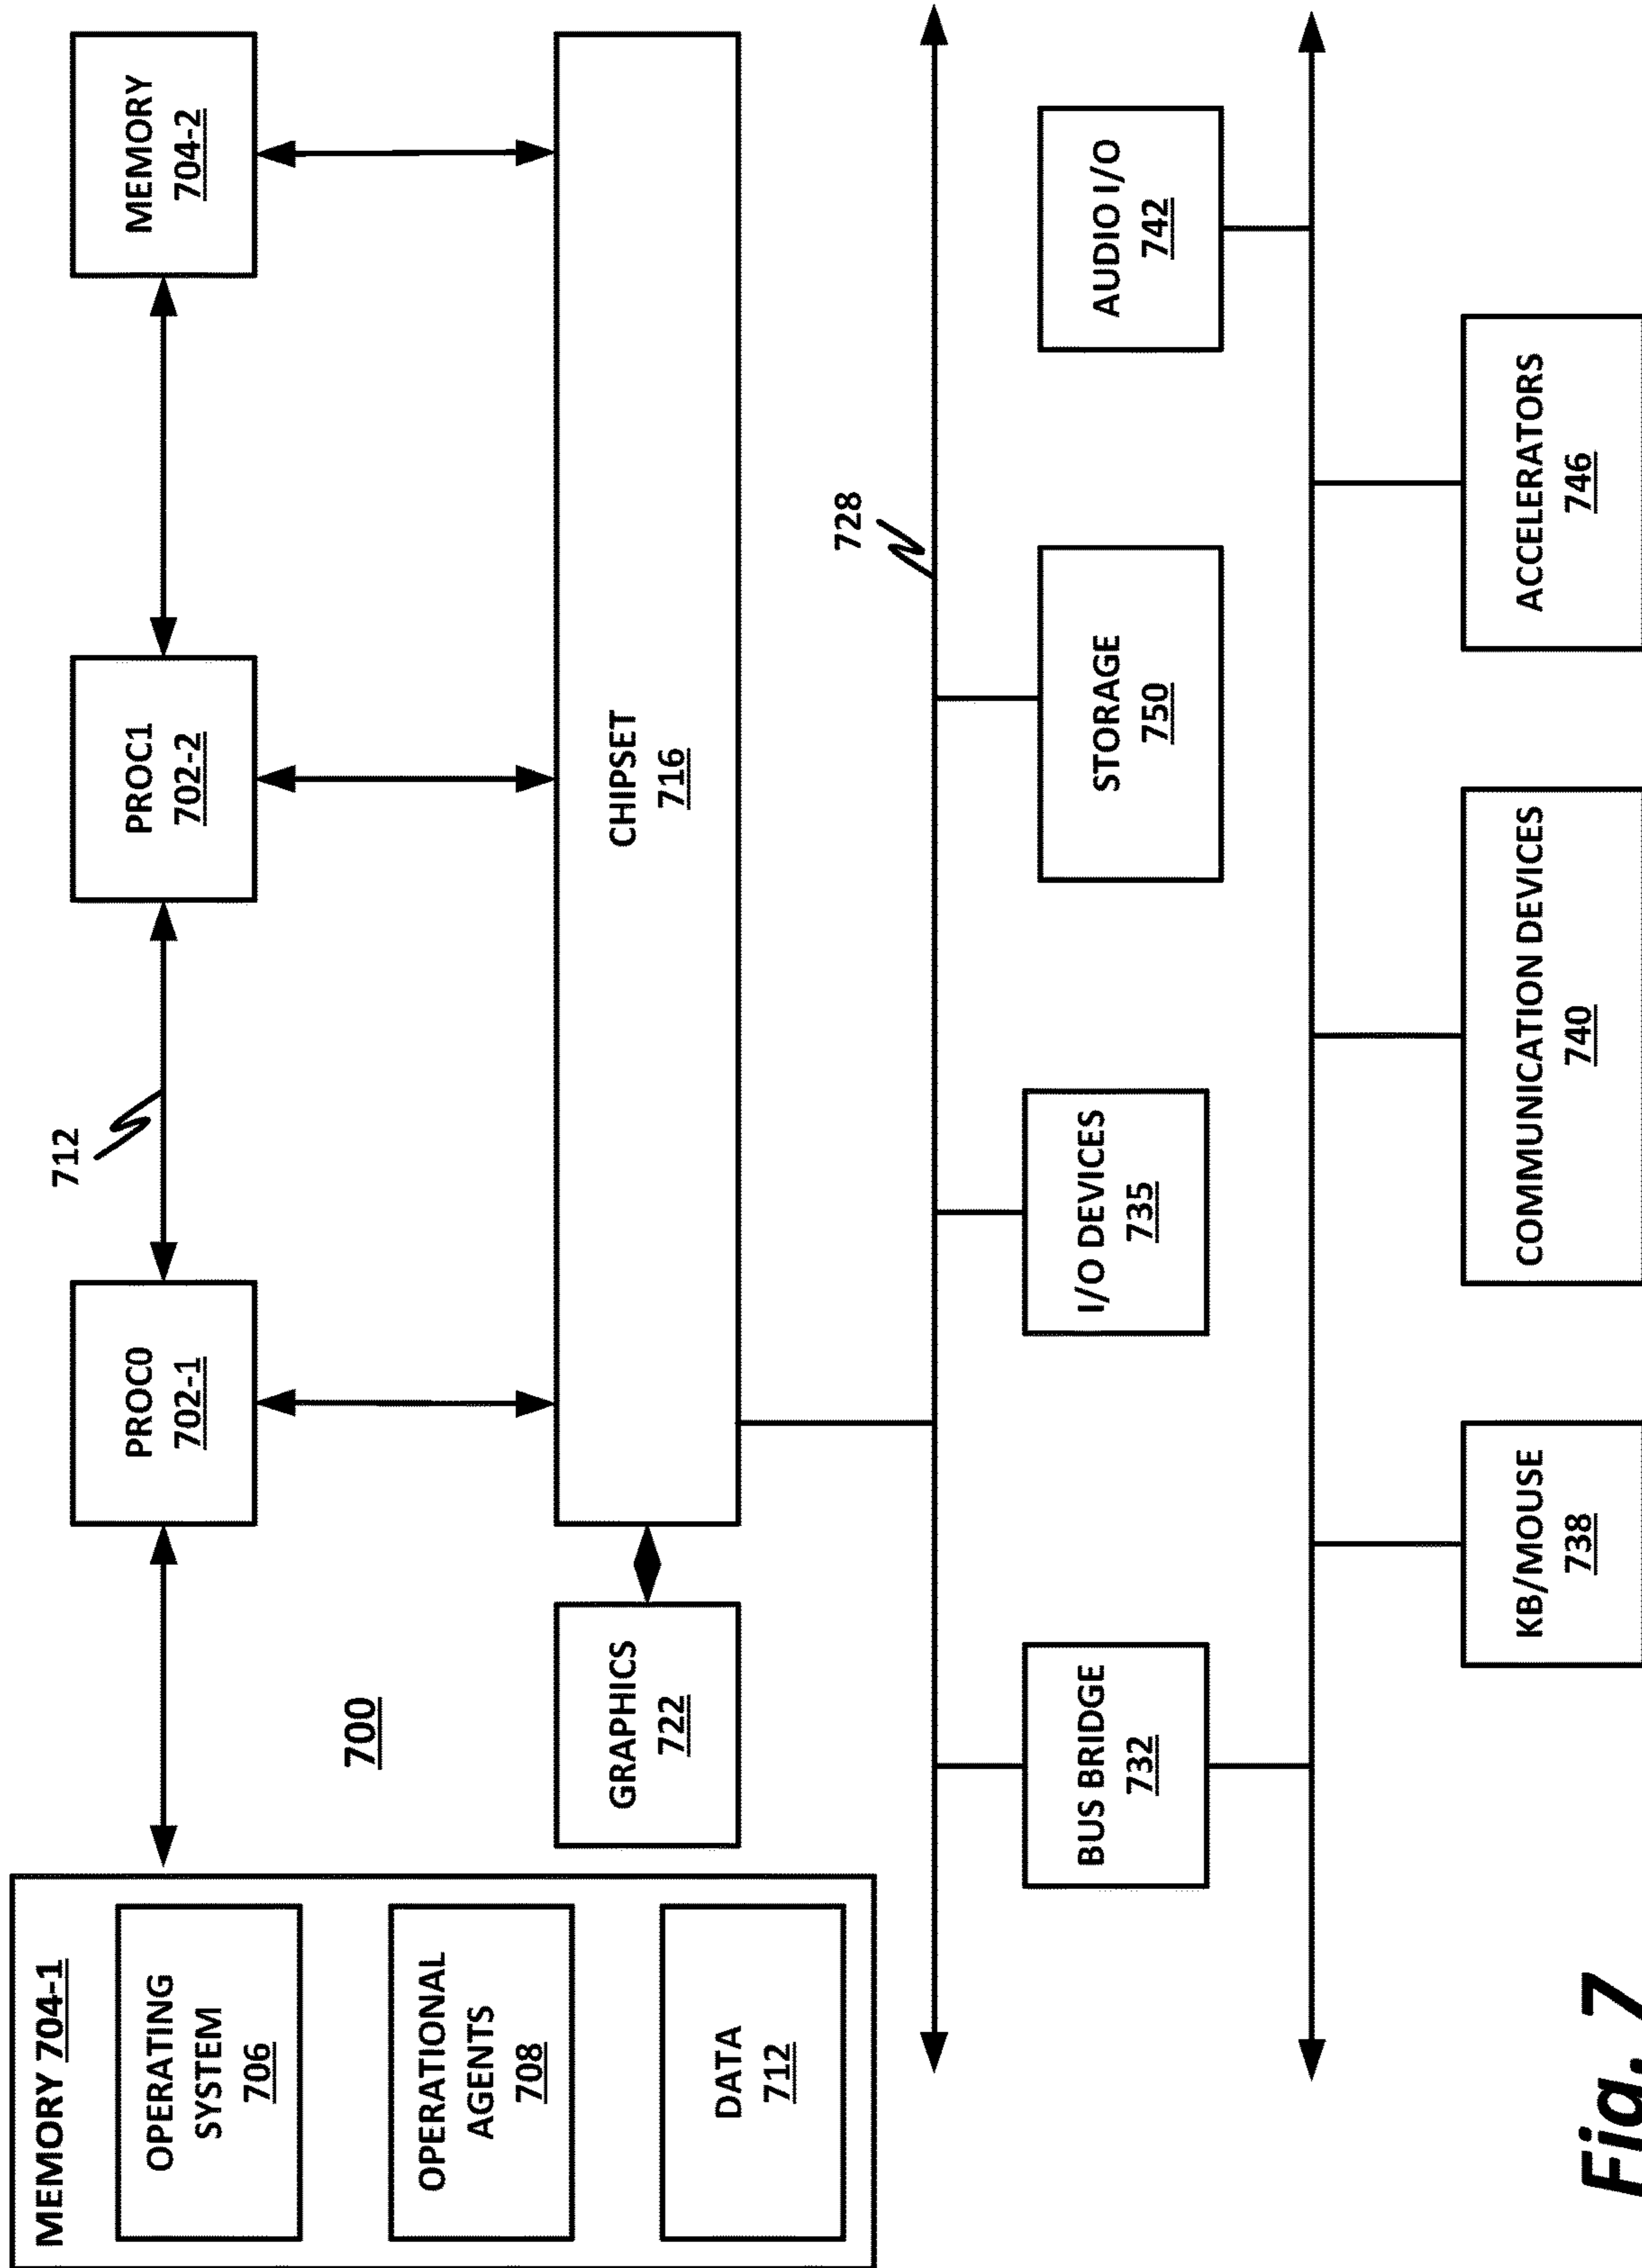 MEMORY 704-1
OPERATING
SYSTEM
706
OPERATIONAL
AGENTS
708
DATA
712
PROC0
702-1
712
PROC1
702-2
MEMORY
704-2
700
GRAPHICS
722
CHIPSET
716
728
BUS BRIDGE
732
I/O DEVICES
735
STORAGE
750
AUDIO I/O
742
KB/MOUSE
738
COMMUNICATION DEVICES
740
ACCELERATORS
746
Fig. 7